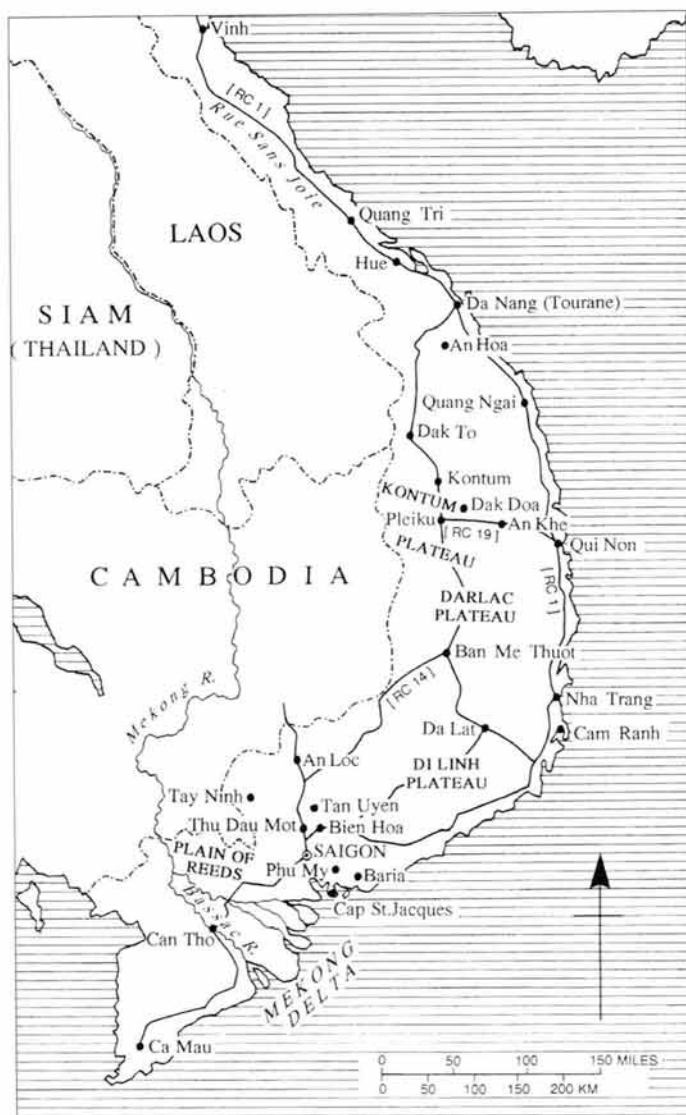 Vinh
[ RC 1 ]
Rue Sans Joie
LAOS
Quang Tri
Hue
Da Nang (Tourane)
SIAM
( THAILAND )
An Hoa
Quang Ngai
Dak To
Kontum
KONTUM
Dak Doa
Pleiku
An Khe
[ RC 19 ]
Qui Non
PLATEAU
CAMBODIA
[ RC 1 ]
DARLAC
PLATEAU
Ban Me Thuot
Mekong R.
[ RC 14 ]
Nha Trang
Da Lat
Cam Ranh
An Loc
DI LINH
PLATEAU
Tay Ninh
Tan Uyen
Thu Dau Mot
Bien Hoa
PLAIN OF
REEDS
SAIGON
Phu My
Baria
Cap St.Jacques
Bassac R.
Can Tho
MEKONG
DELTA
Ca Mau
0 50 100 150 MILES
0 50 100 150 200 KM